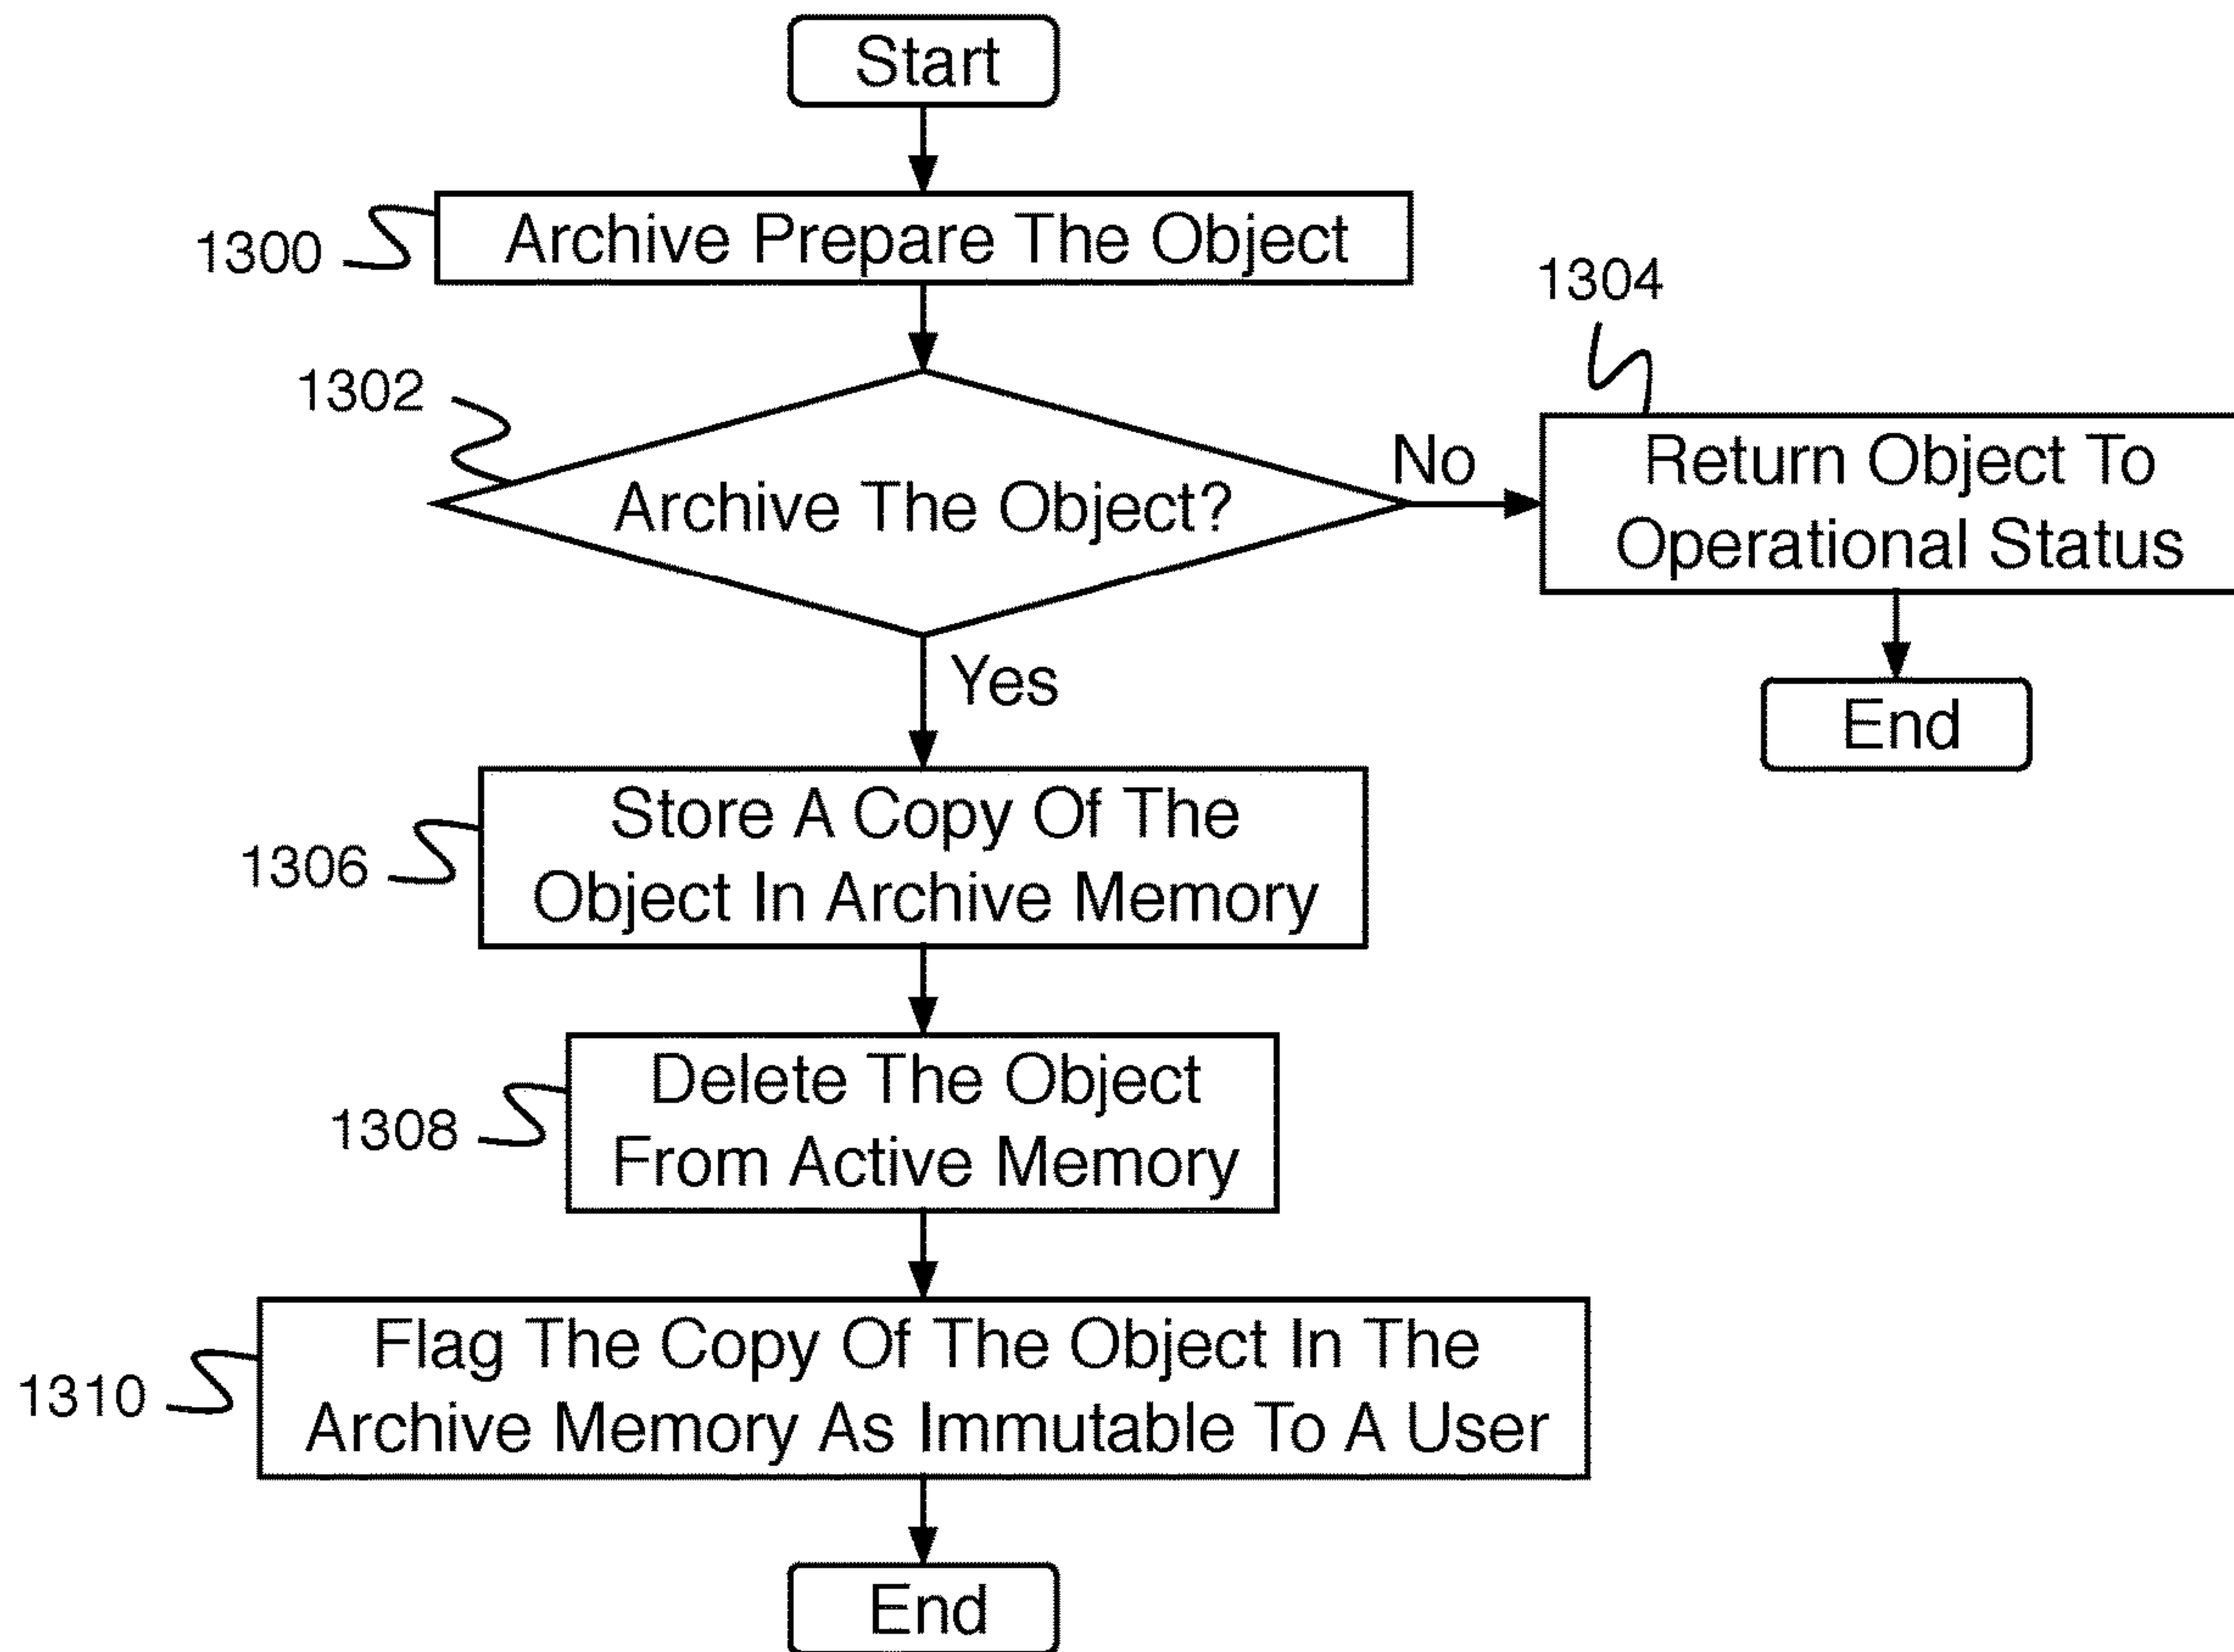 Start
1300
Archive Prepare The Object
1302
Archive The Object?
No
1304
Return Object To
Operational Status
End
Yes
1306
Store A Copy Of The
Object In Archive Memory
1308
Delete The Object
From Active Memory
1310
Flag The Copy Of The Object In The
Archive Memory As Immutable To A User
End